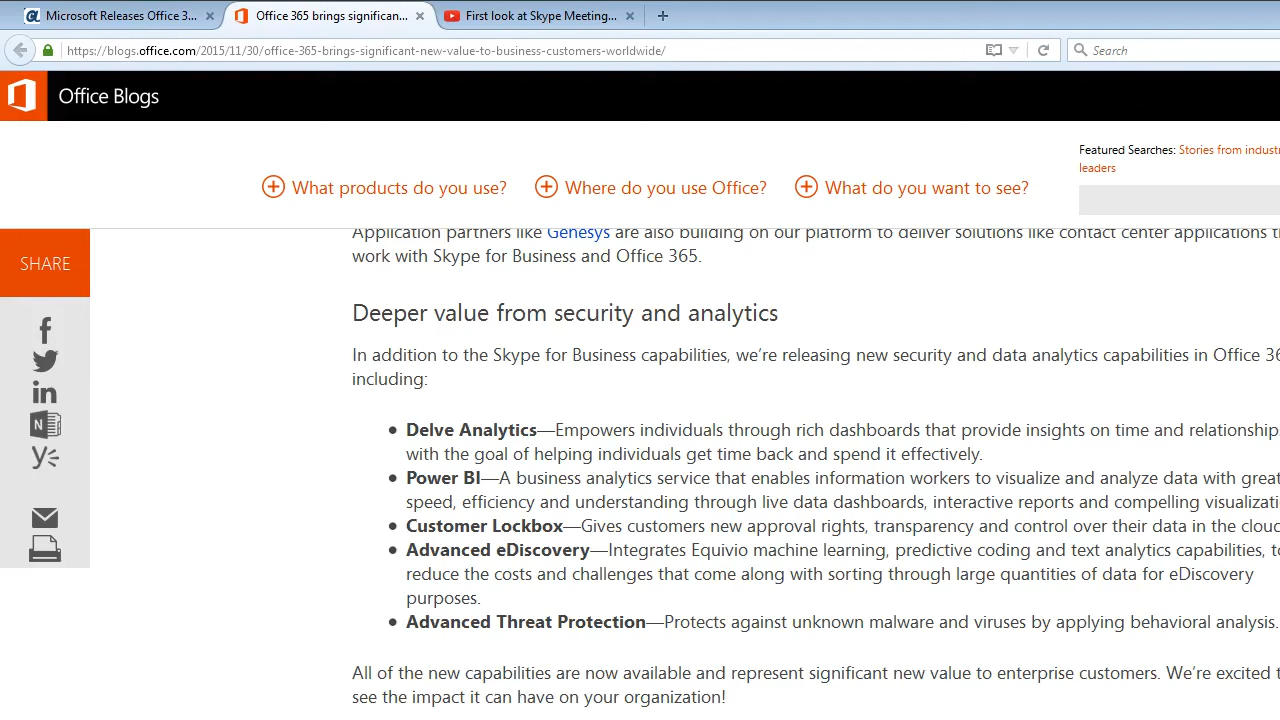 Microsoft Releases Office 3...
Office 365 brings significan...
First look at Skype Meeting...
https://blogs.office.com/2015/11/30/office-365-brings-significant-new-value-to-business-customers-worldwide/
Search
Office Blogs
Featured Searches: Stories from industr
leaders
What products do you use?
Where do you use Office?
What do you want to see?
SHARE
Application partners like Genesys are also building on our platform to deliver solutions like contact center applications t
work with Skype for Business and Office 365.
Deeper value from security and analytics
In addition to the Skype for Business capabilities, we're releasing new security and data analytics capabilities in Office 36
including:
• Delve Analytics—Empowers individuals through rich dashboards that provide insights on time and relationships
with the goal of helping individuals get time back and spend it effectively.
• Power BI—A business analytics service that enables information workers to visualize and analyze data with great
speed, efficiency and understanding through live data dashboards, interactive reports and compelling visualizati
• Customer Lockbox—Gives customers new approval rights, transparency and control over their data in the cloud
• Advanced eDiscovery—Integrates Equivio machine learning, predictive coding and text analytics capabilities, to
reduce the costs and challenges that come along with sorting through large quantities of data for eDiscovery
purposes.
• Advanced Threat Protection—Protects against unknown malware and viruses by applying behavioral analysis.
All of the new capabilities are now available and represent significant new value to enterprise customers. We're excited t
see the impact it can have on your organization!